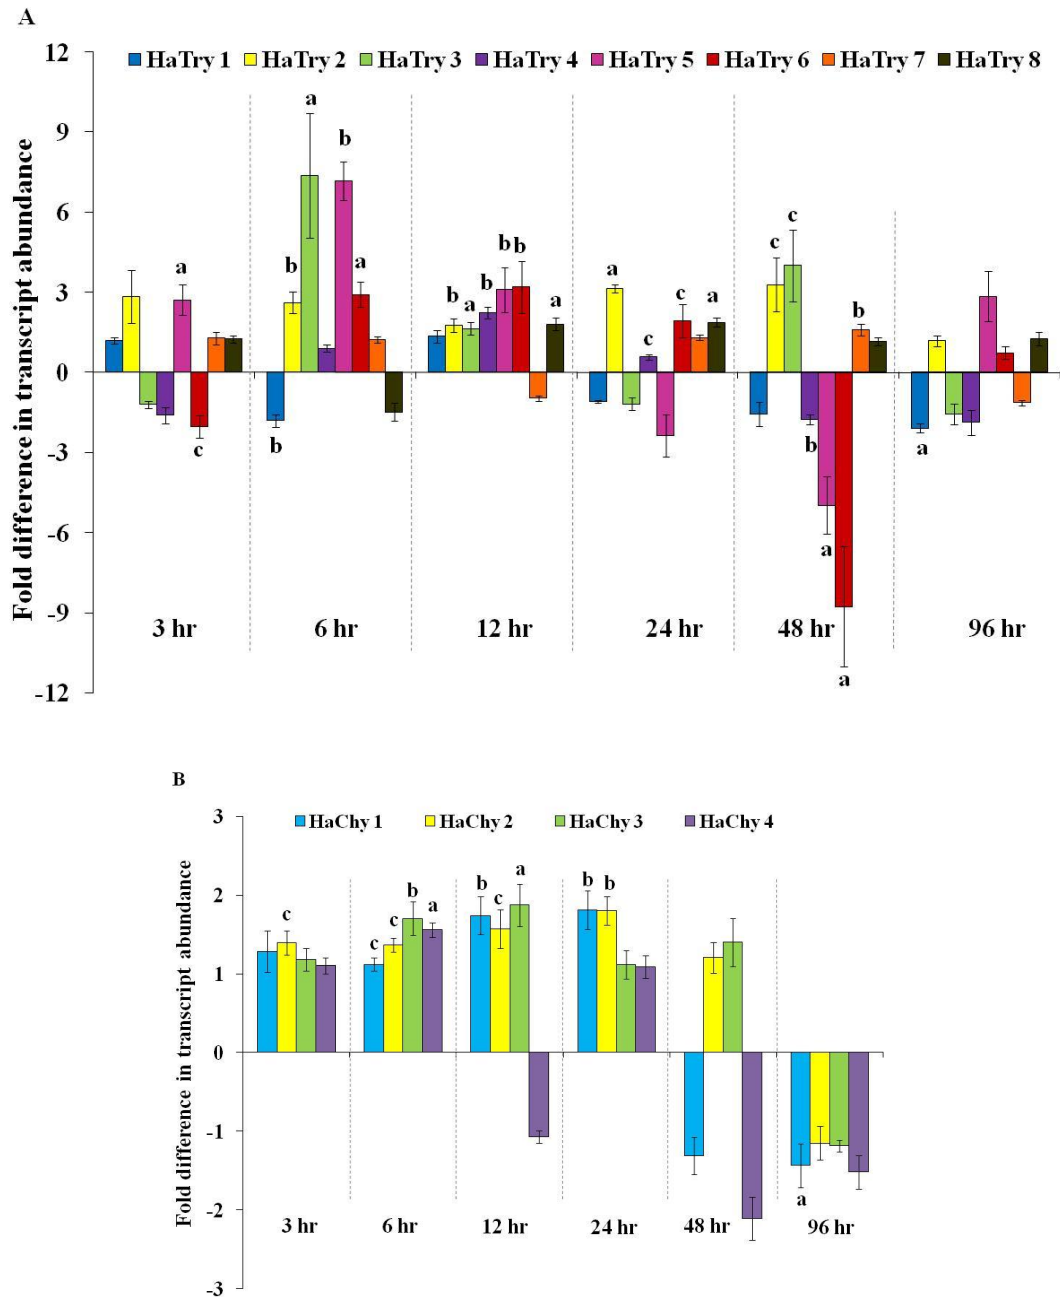 A
12
HaTry 1 HaTry 2 HaTry 3 HaTry 4 HaTry 5 HaTry 6 HaTry 7 HaTry 8
9
6
3
0
-3
-6
-9
-12
Fold difference in transcript abundance
a
c
b
b
a
b
a
b
a
b
b
b
a
a
c
c
a
c
c
b
a
a
b
a
3 hr 6 hr 12 hr 24 hr 48 hr 96 hr
B
3
HaChy 1 HaChy 2 HaChy 3 HaChy 4
2
1
0
-1
-2
-3
Fold difference in transcript abundance
c
c
c
b
a
b
c
a
b
b
a
3 hr 6 hr 12 hr 24 hr 48 hr 96 hr